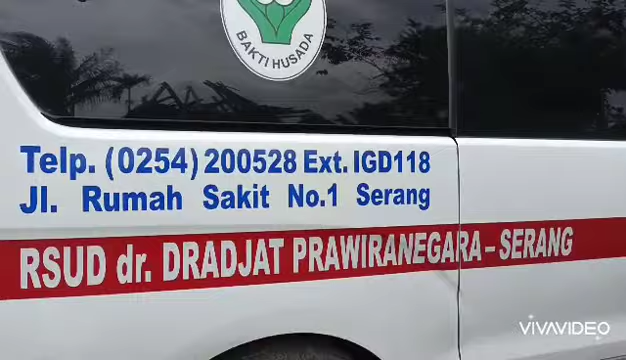 BAKTI HUSADA
Telp. (0254) 200528 Ext. IGD118
Jl. Rumah Sakit No.1 Serang
RSUD dr. DRADJAT PRAWIRANEGARA – SERANG
VIVAVIDEO